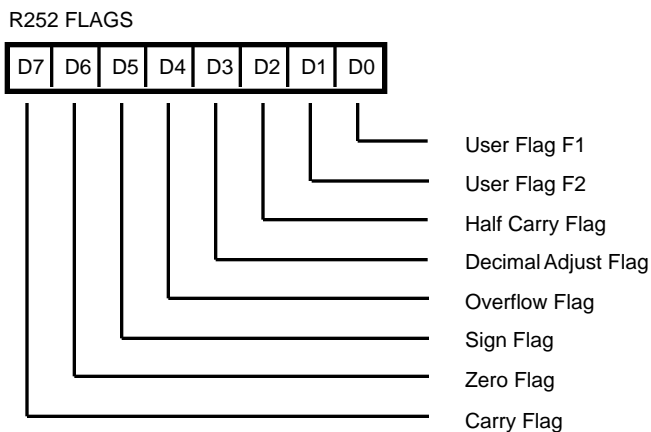 R252 FLAGS
D7 D6 D5 D4 D3 D2 D1 D0
User Flag F1
User Flag F2
Half Carry Flag
Decimal Adjust Flag
Overflow Flag
Sign Flag
Zero Flag
Carry Flag